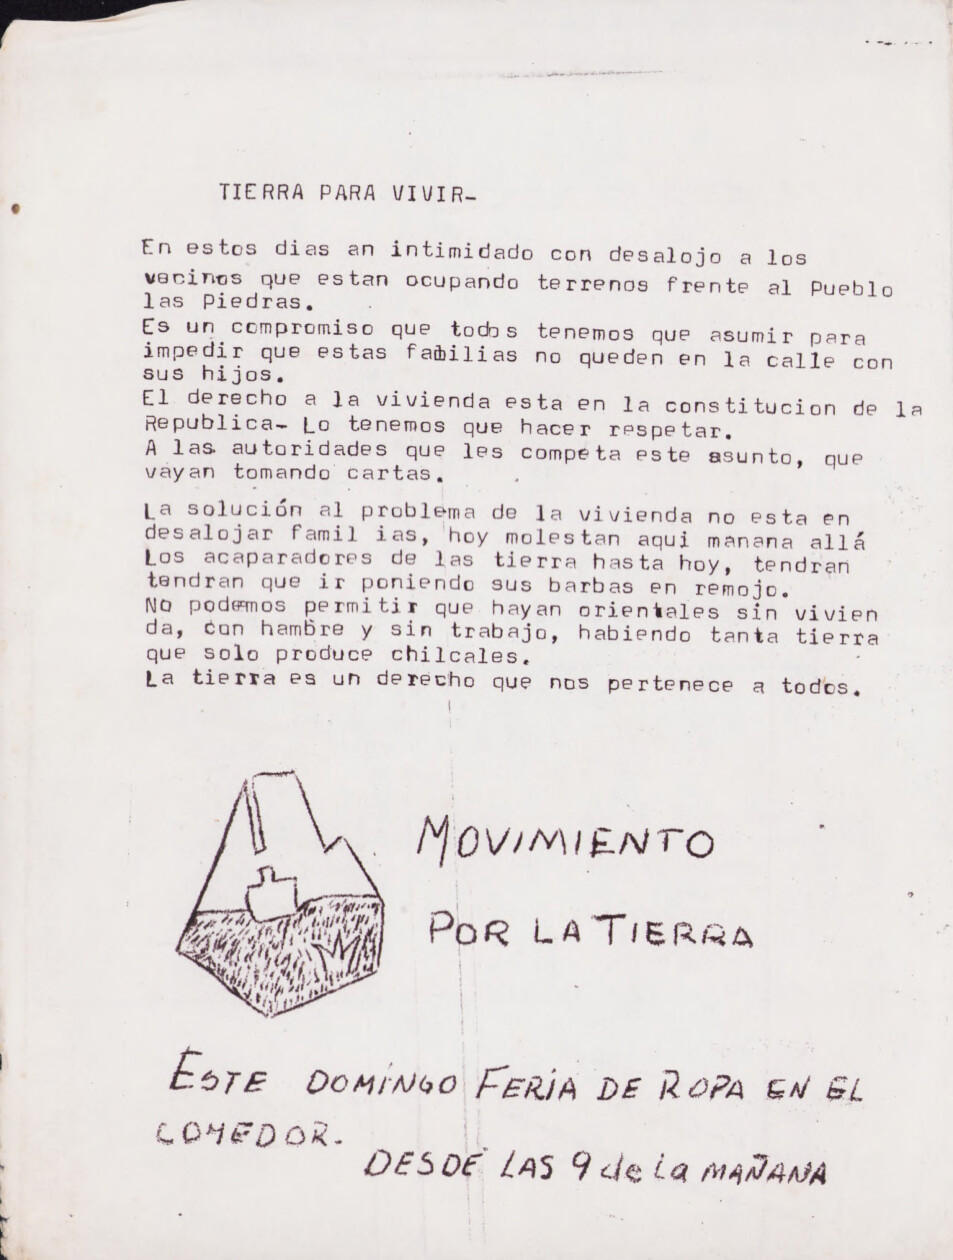 TIERRA PARA VIVIR-
En estos dias an intimidado con desalojo a los
vecinos que estan ocupando terrenos frente al Pueblo
las Piedras.
Es un compromiso que todos tenemos que asumir para
impedir que estas familias no queden en la calle con
sus hijos.
El derecho a la vivienda esta en la constitucion de la
Republica- Lo tenemos que hacer respetar.
A las autoridades que les competa este asunto, que
vayan tomando cartas.
La solución al problema de la vivienda no esta en
desalojar famil ias, hoy molestan aqui manana allá
Los acaparadores de las tierra hasta hoy, tendran
tendran que ir poniendo sus barbas en remojo.
No podemos permitir que hayan orientales sin vivien
da, con hambre y sin trabajo, habiendo tanta tierra
que solo produce chilcales.
La tierra es un derecho que nos pertenece a todos.
MOVIMIENTO
POR LA TIERRA
ESTE DOMINGO FERIA DE ROPA EN EL
COMEDOR.
DESDE LAS 9 de la MAÑANA